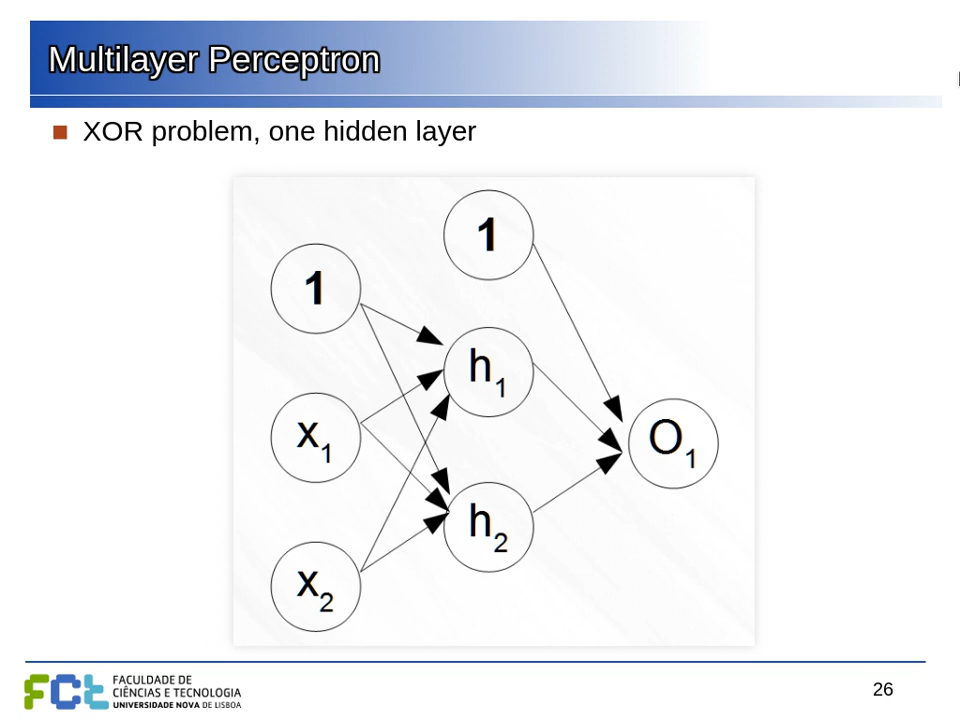 Multilayer Perceptron
XOR problem, one hidden layer
1
1
h1
x1
O1
h2
x2
FCt FACULDADE DE
CIÊNCIAS E TECNOLOGIA
UNIVERSIDADE NOVA DE LISBOA
26